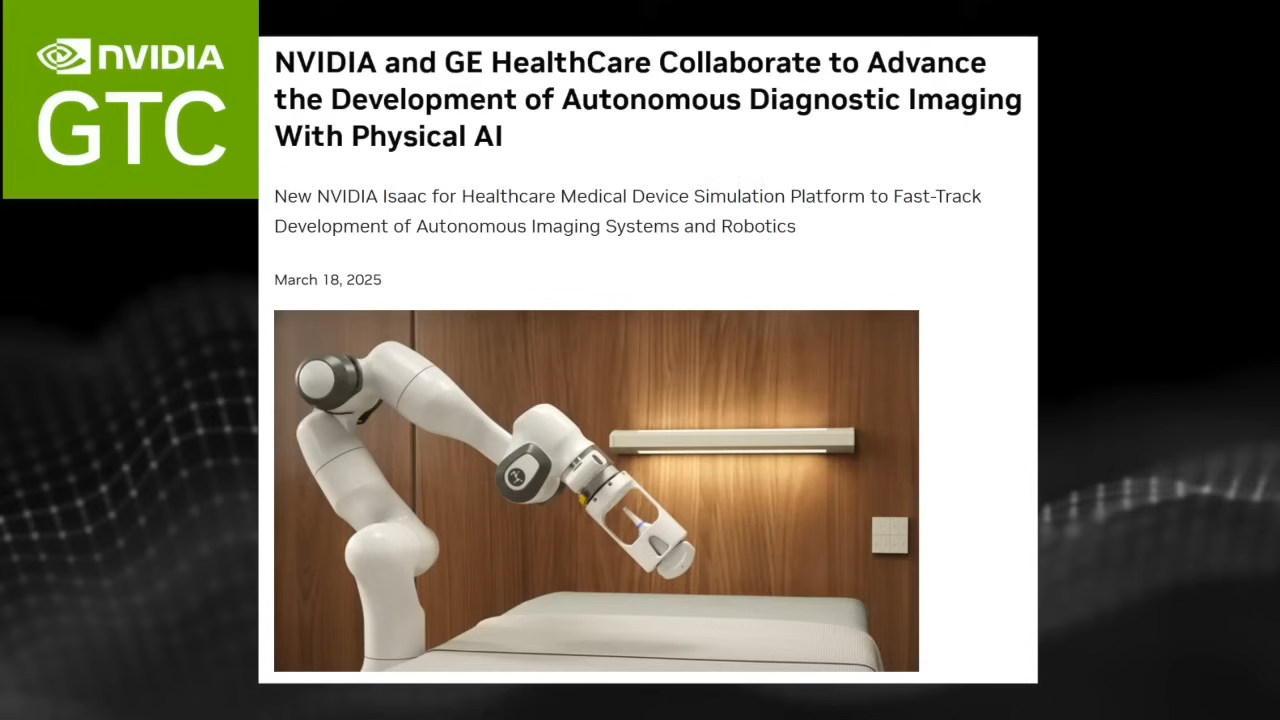 NVIDIA
GTC
NVIDIA and GE HealthCare Collaborate to Advance
the Development of Autonomous Diagnostic Imaging
With Physical AI
New NVIDIA Isaac for Healthcare Medical Device Simulation Platform to Fast-Track
Development of Autonomous Imaging Systems and Robotics
March 18, 2025